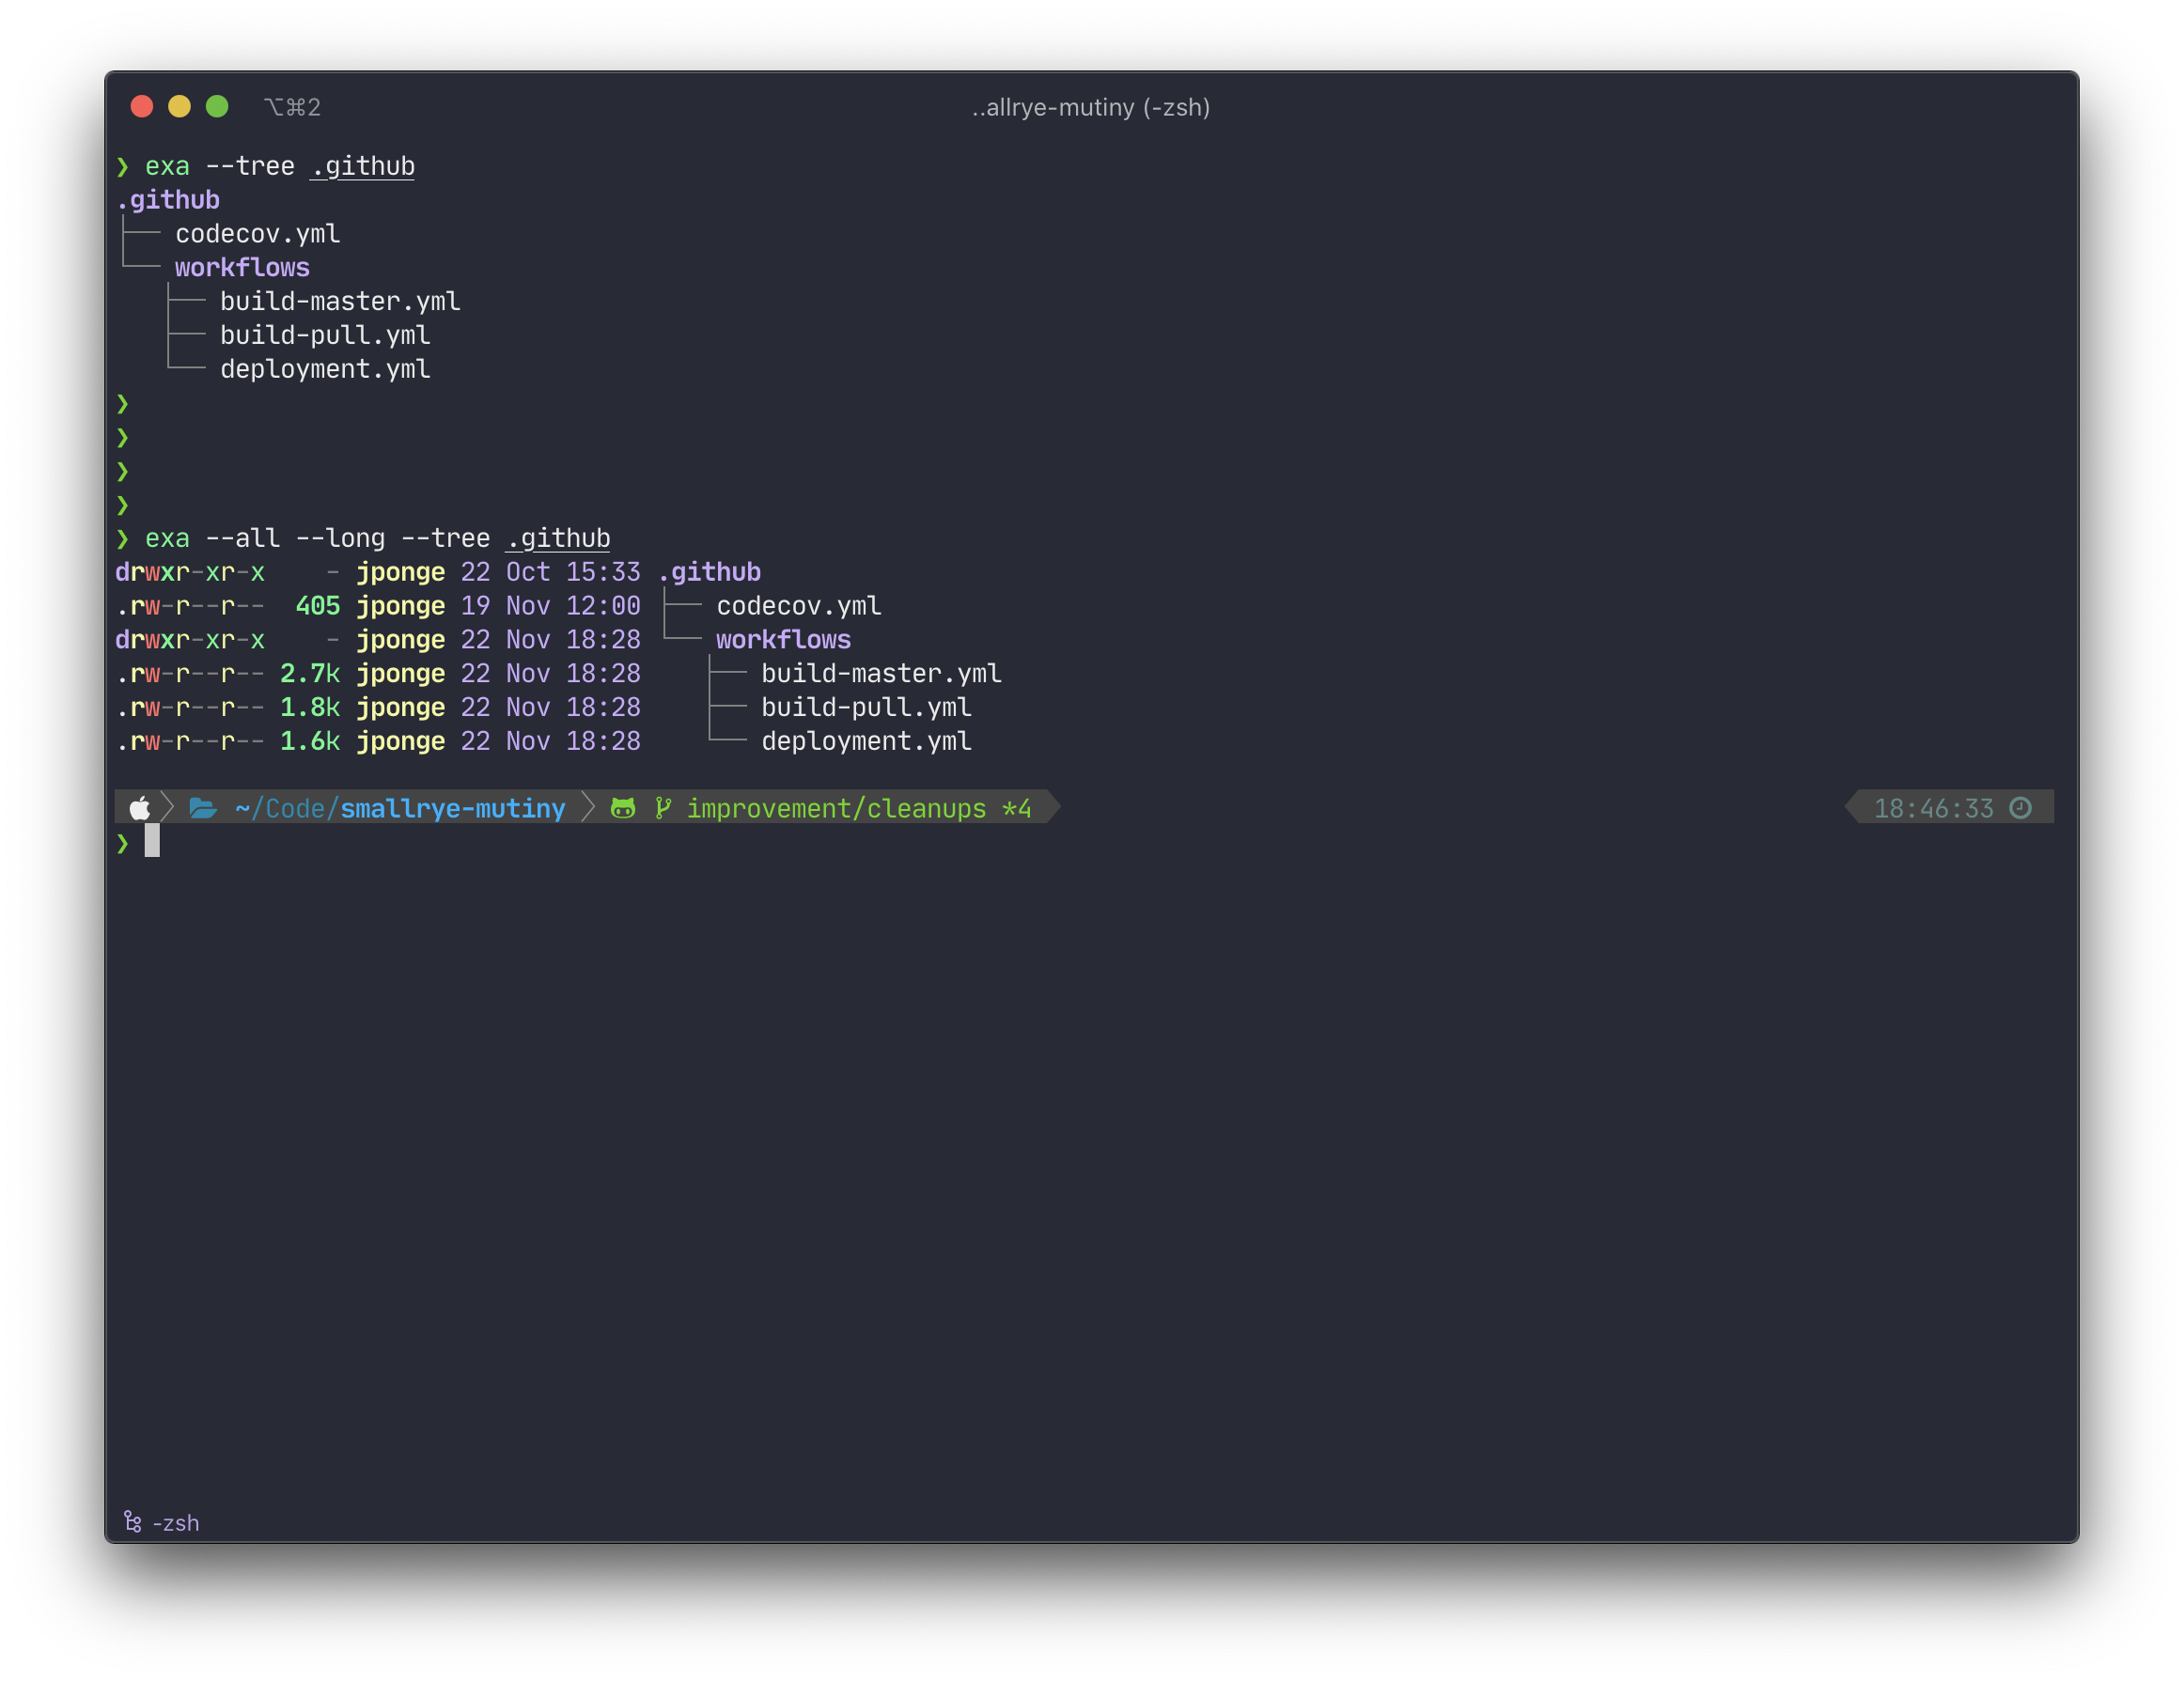 ⌥⌘2 ..allrye-mutiny (-zsh)
❯ exa --tree .github
.github
├── codecov.yml
└── workflows
   ├── build-master.yml
   ├── build-pull.yml
   └── deployment.yml
❯
❯
❯
❯
❯ exa --all --long --tree .github
drwxr-xr-x    - jponge 22 Oct 15:33 .github
.rw-r--r--  405 jponge 19 Nov 12:00 ├── codecov.yml
drwxr-xr-x    - jponge 22 Nov 18:28 └── workflows
.rw-r--r-- 2.7k jponge 22 Nov 18:28    ├── build-master.yml
.rw-r--r-- 1.8k jponge 22 Nov 18:28    ├── build-pull.yml
.rw-r--r-- 1.6k jponge 22 Nov 18:28    └── deployment.yml
~/Code/smallrye-mutiny improvement/cleanups *4 18:46:33
❯
-zsh